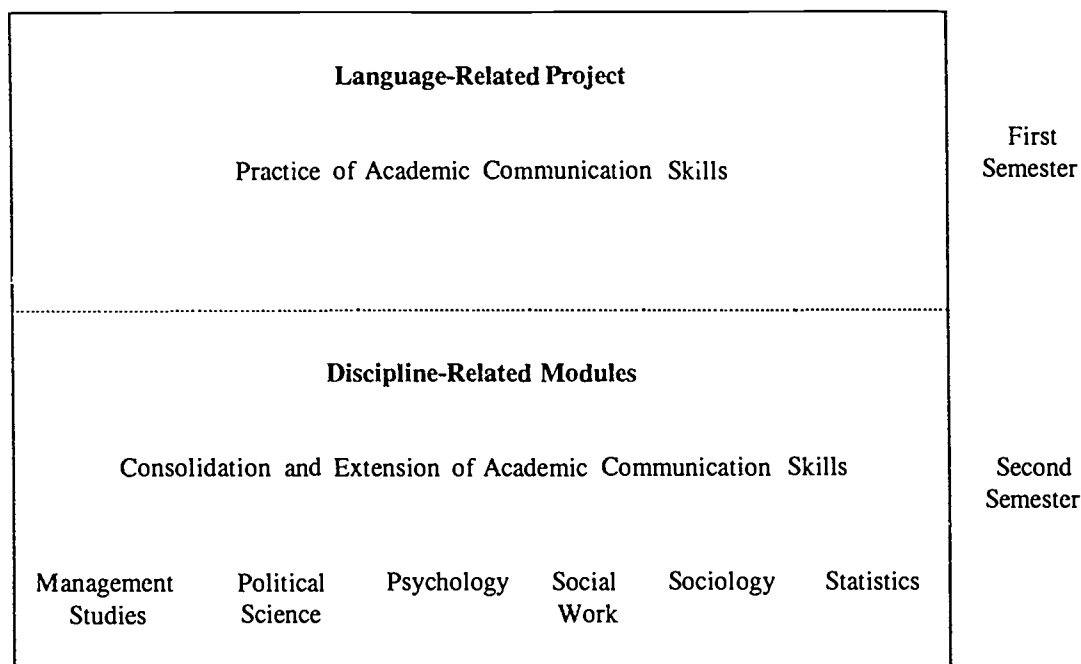 Language-Related Project
Practice of Academic Communication Skills
First
Semester
Discipline-Related Modules
Consolidation and Extension of Academic Communication Skills
Second
Semester
Management Political Psychology Social Sociology Statistics
Studies Science Work